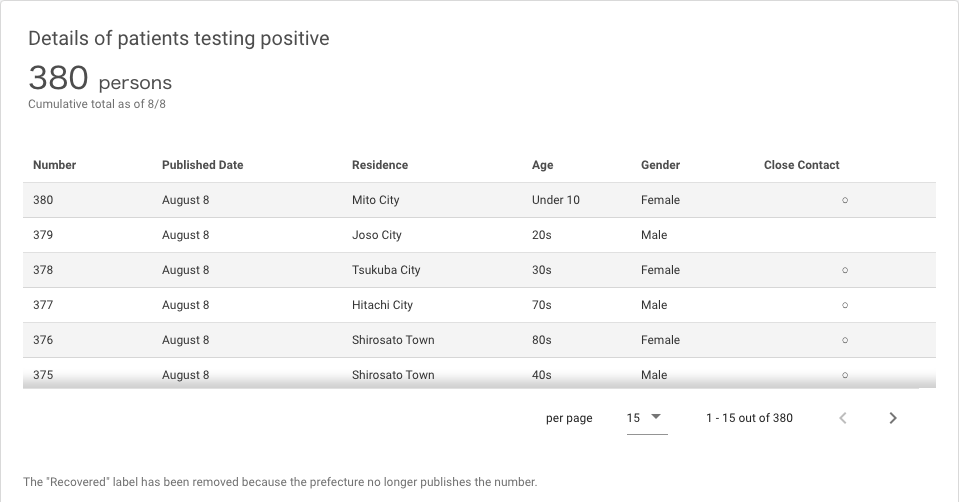 Details of patients testing positive
380 persons
Cumulative total as of 8/8
Number Published Date Residence Age Gender Close Contact
380 August 8 Mito City Under 10 Female ○
379 August 8 Joso City 20s Male
378 August 8 Tsukuba City 30s Female ○
377 August 8 Hitachi City 70s Male ○
376 August 8 Shirosato Town 80s Female ○
375 August 8 Shirosato Town 40s Male ○
per page 15 1 - 15 out of 380
The "Recovered" label has been removed because the prefecture no longer publishes the number.